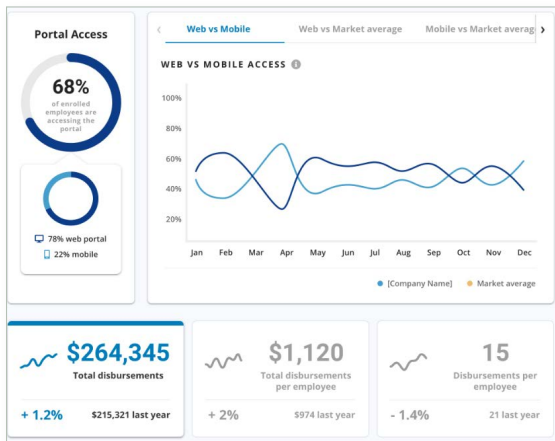 Portal Access
68%
of enrolled
employees are
accessing the
portal
78% web portal
22% mobile
Web vs Mobile
Web vs Market average
Mobile vs Market averag
WEB VS MOBILE ACCESS
100%
80%
60%
40%
20%
Jan Feb Mar Apr May Jun Jul Aug Sep Oct Nov Dec
[Company Name] Market average
$264,345
Total disbursements
+ 1.2% $215,321 last year
$1,120
Total disbursements
per employee
+ 2% $974 last year
15
Disbursements per
employee
- 1.4% 21 last year